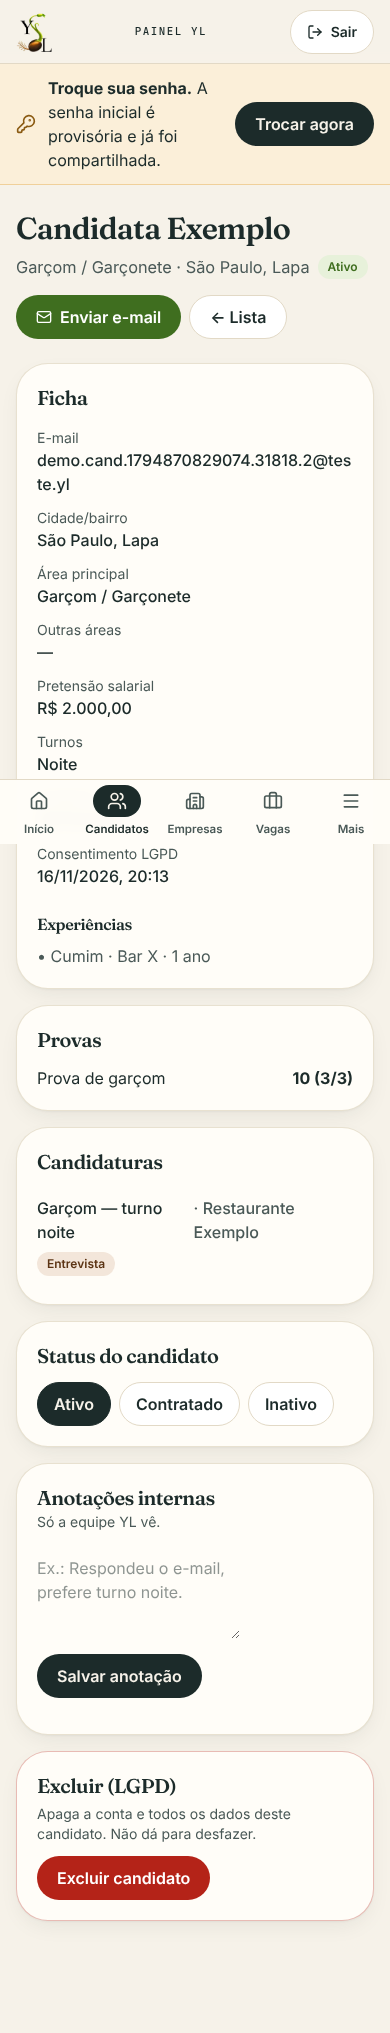 YSL
PAINEL YL
Sair
Troque sua senha. A
senha inicial é
provisória e já foi
compartilhada.
Trocar agora
Candidata Exemplo
Garçom / Garçonete · São Paulo, Lapa Ativo
Enviar e-mail
← Lista
Ficha
E-mail
demo.cand.1794870829074.31818.2@tes
te.yl
Cidade/bairro
São Paulo, Lapa
Área principal
Garçom / Garçonete
Outras áreas
—
Pretensão salarial
R$ 2.000,00
Turnos
Noite
Início
Candidatos
Empresas
Vagas
Mais
Consentimento LGPD
16/11/2026, 20:13
Experiências
• Cumim · Bar X · 1 ano
Provas
Prova de garçom 10 (3/3)
Candidaturas
Garçom — turno
noite
· Restaurante
Exemplo
Entrevista
Status do candidato
Ativo
Contratado
Inativo
Anotações internas
Só a equipe YL vê.
Ex.: Respondeu o e-mail,
prefere turno noite.
Salvar anotação
Excluir (LGPD)
Apaga a conta e todos os dados deste
candidato. Não dá para desfazer.
Excluir candidato